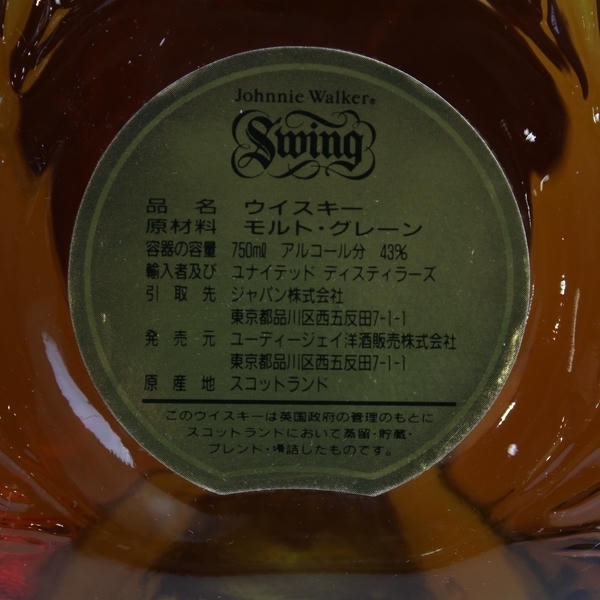 Johnnie Walker®
Swing
品名 ウイスキー
原材料 モルト・グレーン
容器の容量 750ml アルコール分 43%
輸入者及び ユナイテッド ディスティラーズ
引取先 ジャパン株式会社
東京都品川区西五反田7-1-1
発売元 ユーディージェイ洋酒販売株式会社
東京都品川区西五反田7-1-1
原産地 スコットランド
このウイスキーは英国政府の管理のもとに
スコットランドにおいて蒸留・貯蔵・
ブレンド・壜詰したものです。